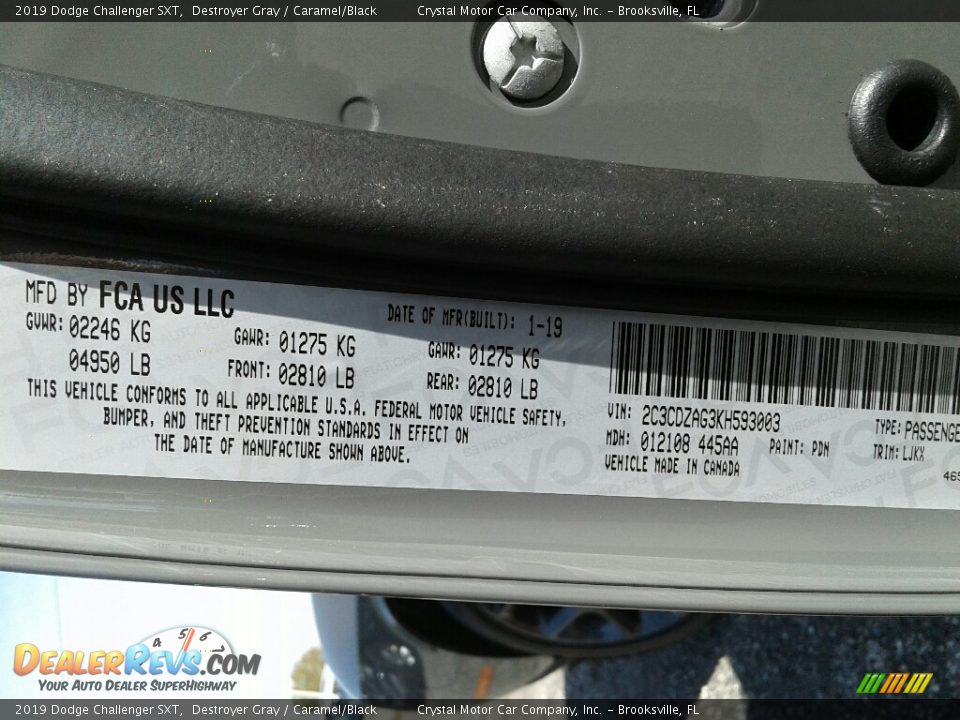 2019 Dodge Challenger SXT, Destroyer Gray / Caramel/Black Crystal Motor Car Company, Inc. - Brooksville, FL
MFD BY FCA US LLC
DATE OF MFR(BUILT): 1-19
GVWR: 02246 KG GAWR: 01275 KG GAWR: 01275 KG
04950 LB FRONT: 02810 LB REAR: 02810 LB
THIS VEHICLE CONFORMS TO ALL APPLICABLE U.S.A. FEDERAL MOTOR VEHICLE SAFETY,
BUMPER, AND THEFT PREVENTION STANDARDS IN EFFECT ON
THE DATE OF MANUFACTURE SHOWN ABOVE.
VIN: 2C3CDZAG3KH593003 TYPE: PASSENGE
MDH: 012108 445AA PAINT: PDN TRIM: LJKX
VEHICLE MADE IN CANADA
465
4 5 6
DealerRevs.com
Your Auto Dealer SuperHighway
2019 Dodge Challenger SXT, Destroyer Gray / Caramel/Black Crystal Motor Car Company, Inc. - Brooksville, FL